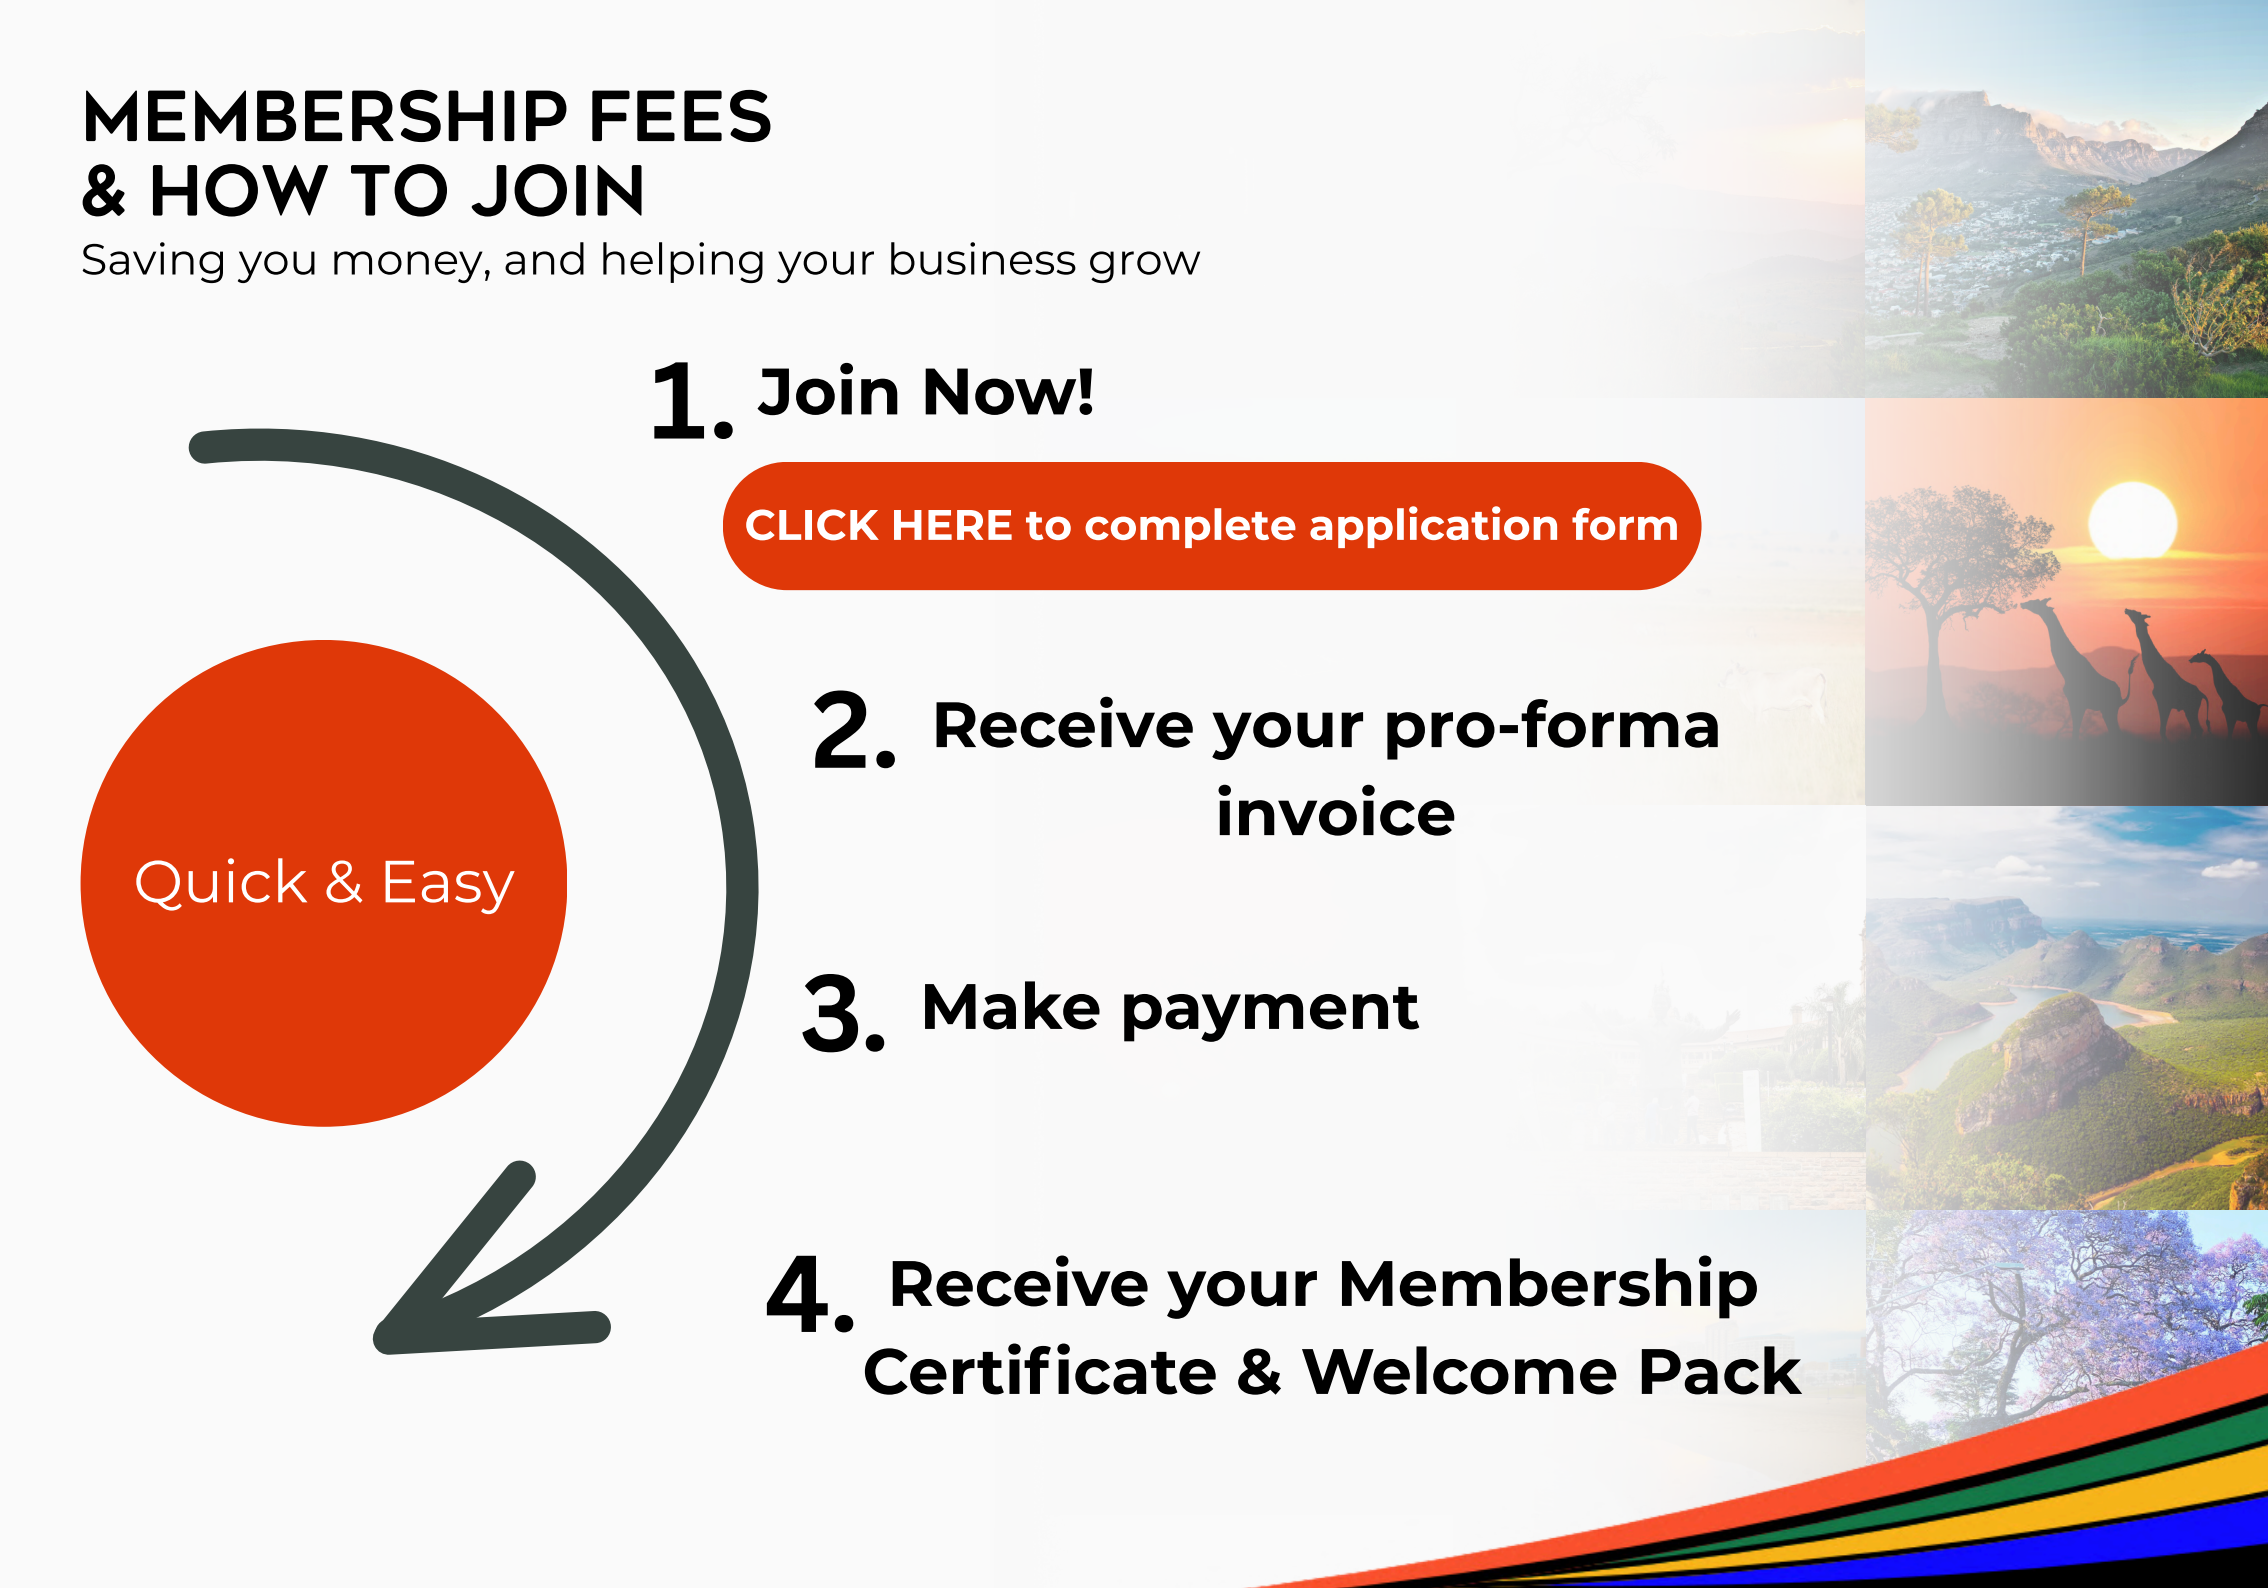 MEMBERSHIP FEES
& HOW TO JOIN
Saving you money, and helping your business grow
1. Join Now!
CLICK HERE to complete application form
2. Receive your pro-forma
invoice
Quick & Easy
3. Make payment
4. Receive your Membership
Certificate & Welcome Pack